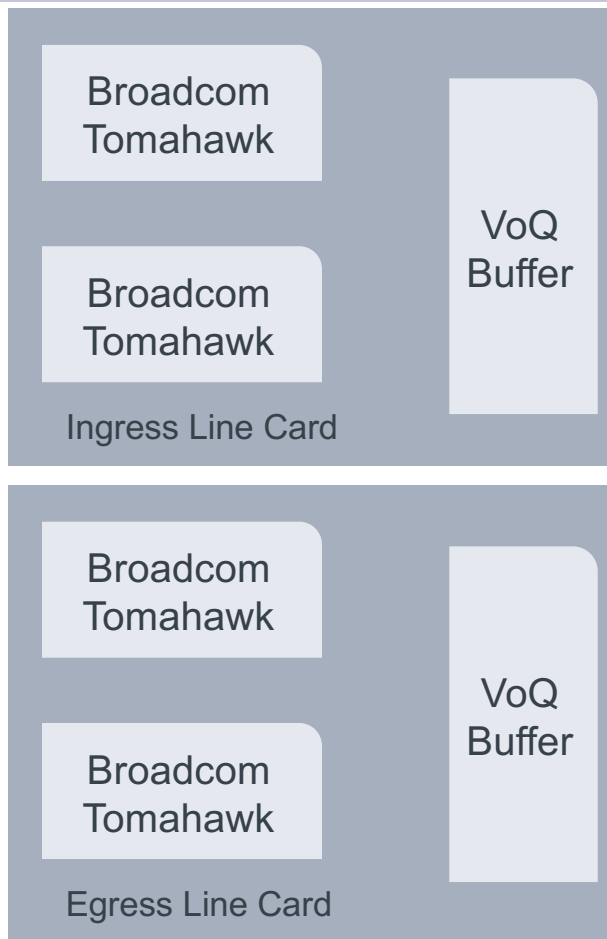 Broadcom
Tomahawk
VoQ
Buffer
Broadcom
Tomahawk
Ingress Line Card
Broadcom
Tomahawk
VoQ
Buffer
Broadcom
Tomahawk
Egress Line Card